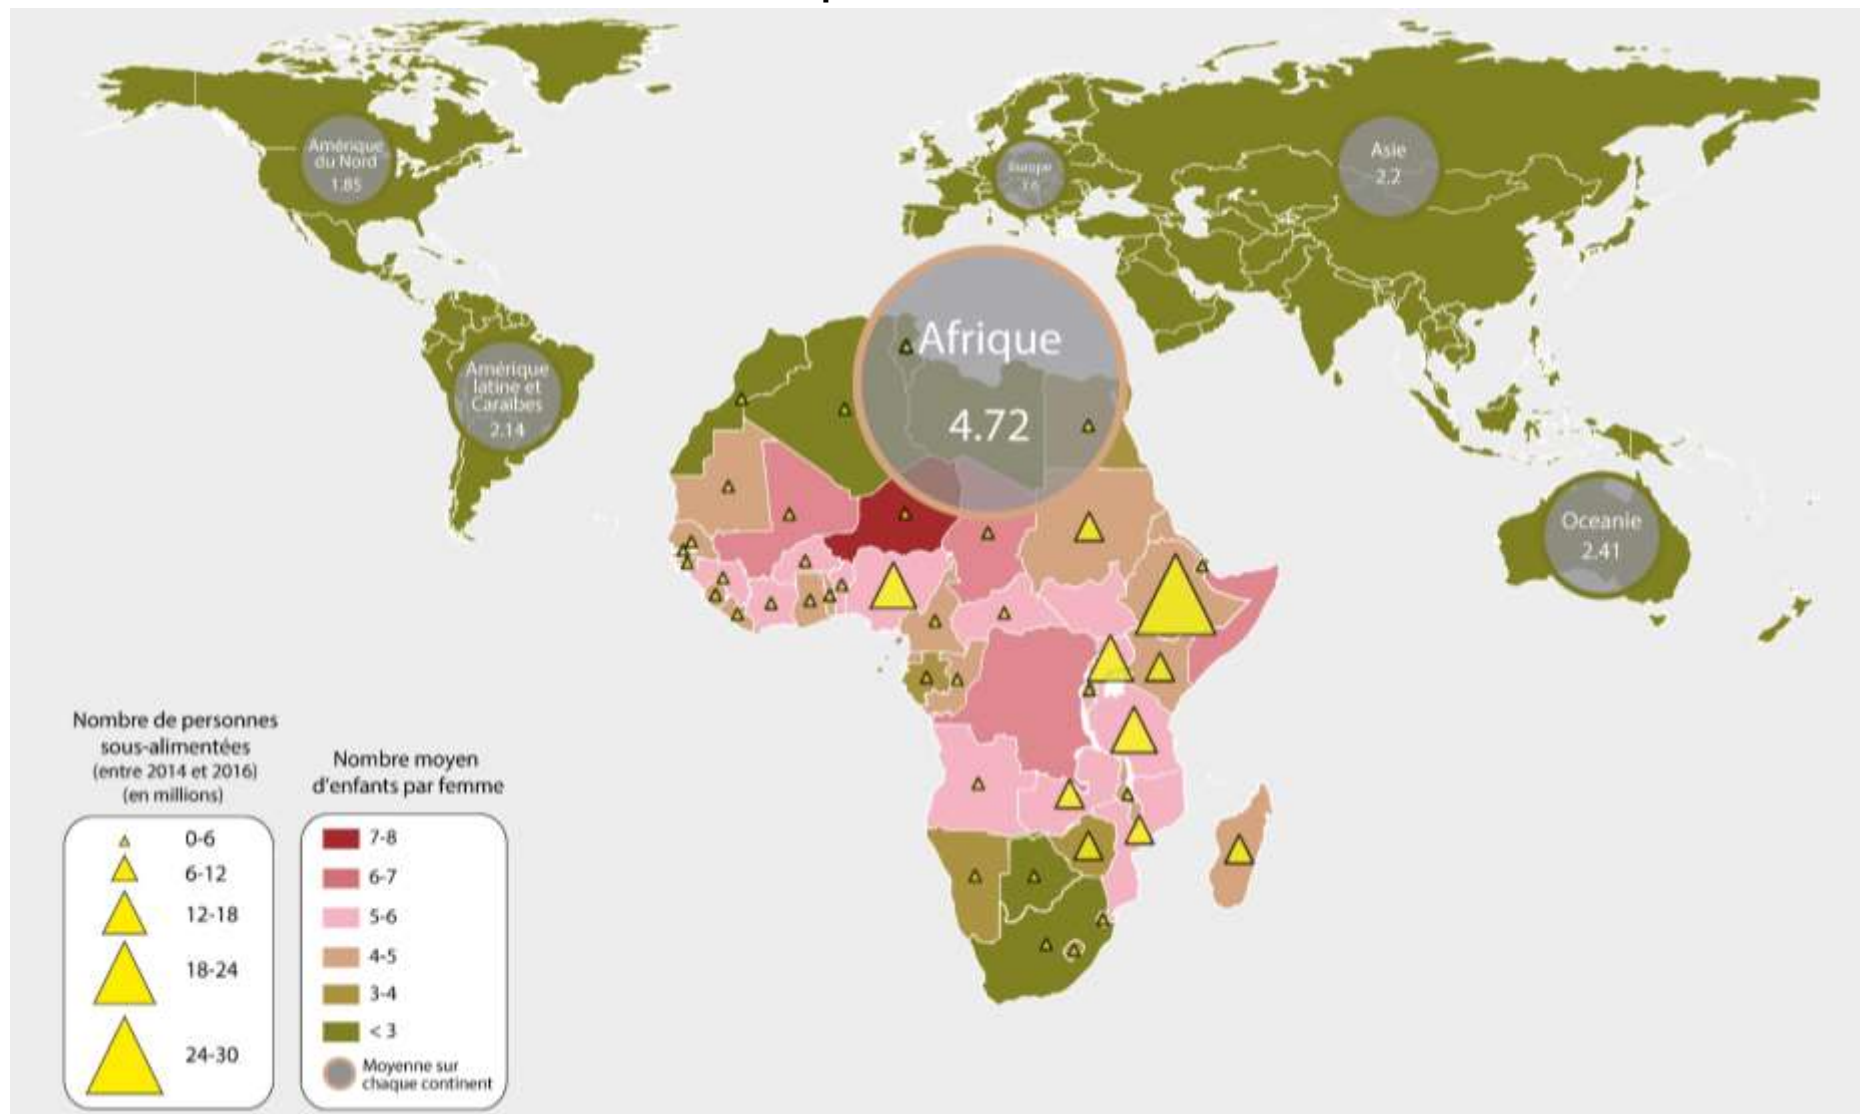 Amérique
du Nord
1.85
Europe
1.6
Asie
2.2
Afrique
4.72
Amérique
latine et
Caraïbes
2.14
Oceanie
2.41
Nombre de personnes
sous-alimentées
(entre 2014 et 2016)
(en millions)
0-6
6-12
12-18
18-24
24-30
Nombre moyen
d'enfants par femme
7-8
6-7
5-6
4-5
3-4
< 3
Moyenne sur
chaque continent